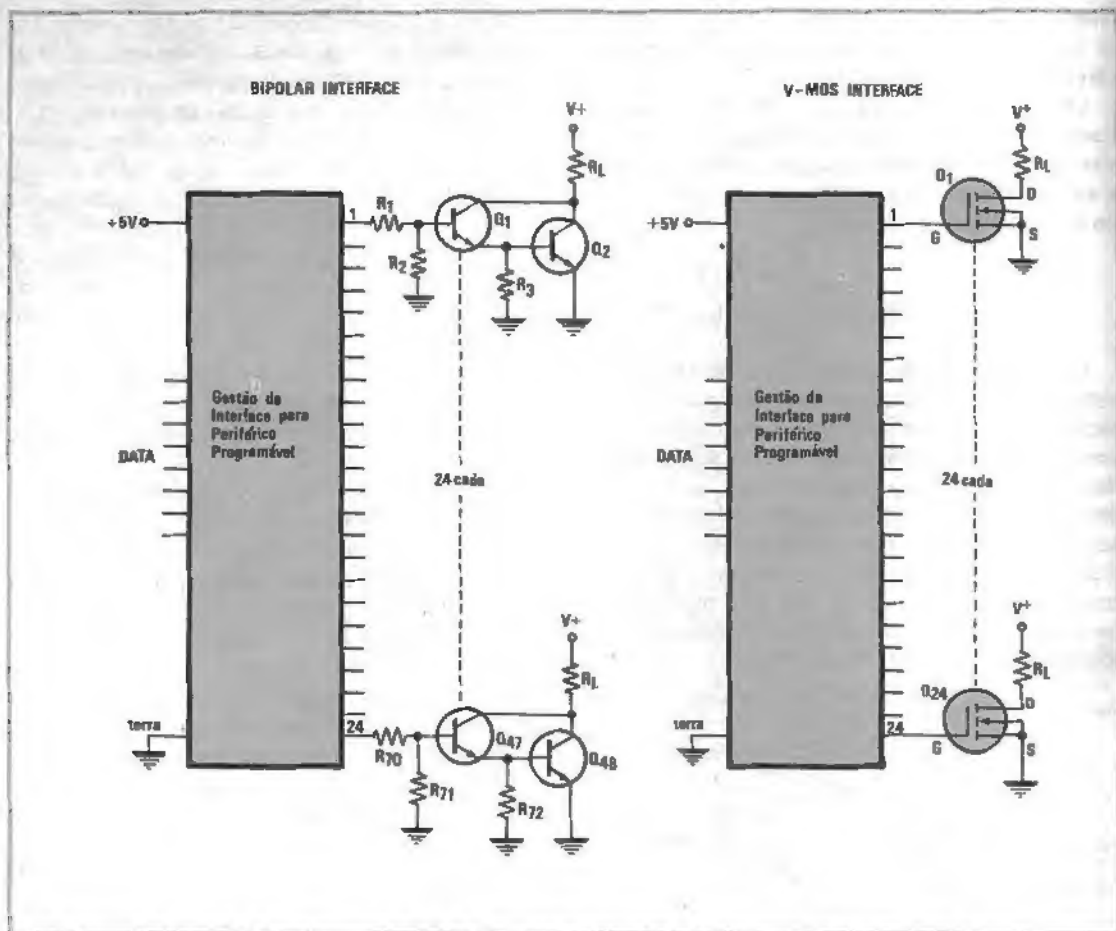 BIPOLAR INTERFACE
V+
RL
+5V
1
R1
Q1
Q2
R2
R3
Gestão da
Interface para
Periférico
Programável
DATA
24 cada
V+
RL
terra
24
R70
Q47
Q48
R71
R72
V-MOS INTERFACE
V+
RL
Q1
D
+5V
1
G
S
Gestão da
Interface para
Periférico
Programável
DATA
24 cada
V+
RL
Q24
D
terra
24
G
S